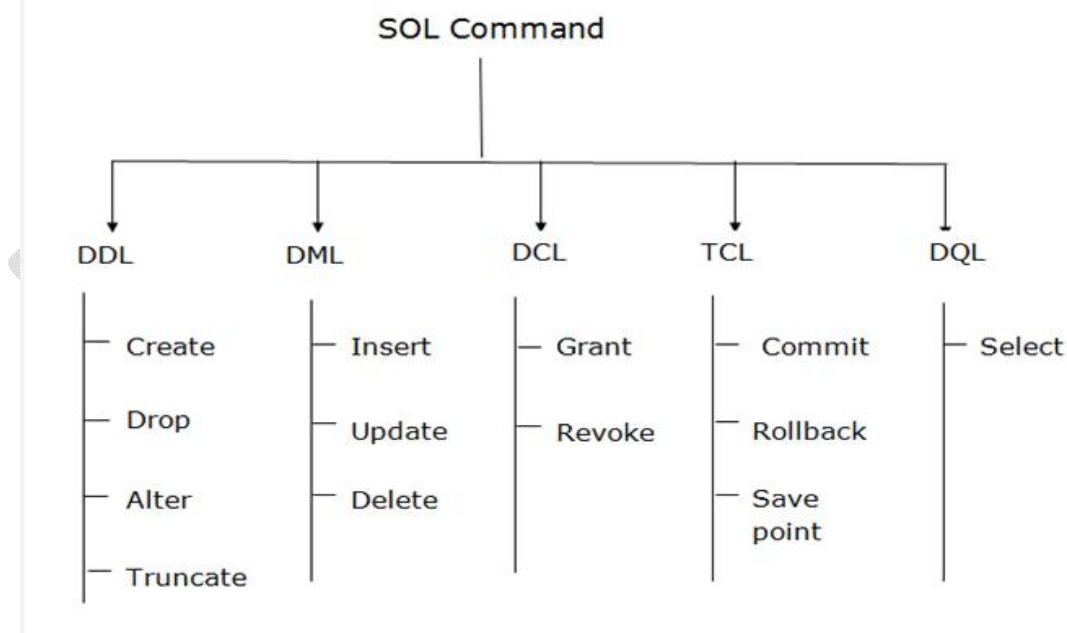 SOL Command
DDL
DML
DCL
TCL
DQL
Create
Drop
Alter
Truncate
Insert
Update
Delete
Grant
Revoke
Commit
Rollback
Save
point
Select